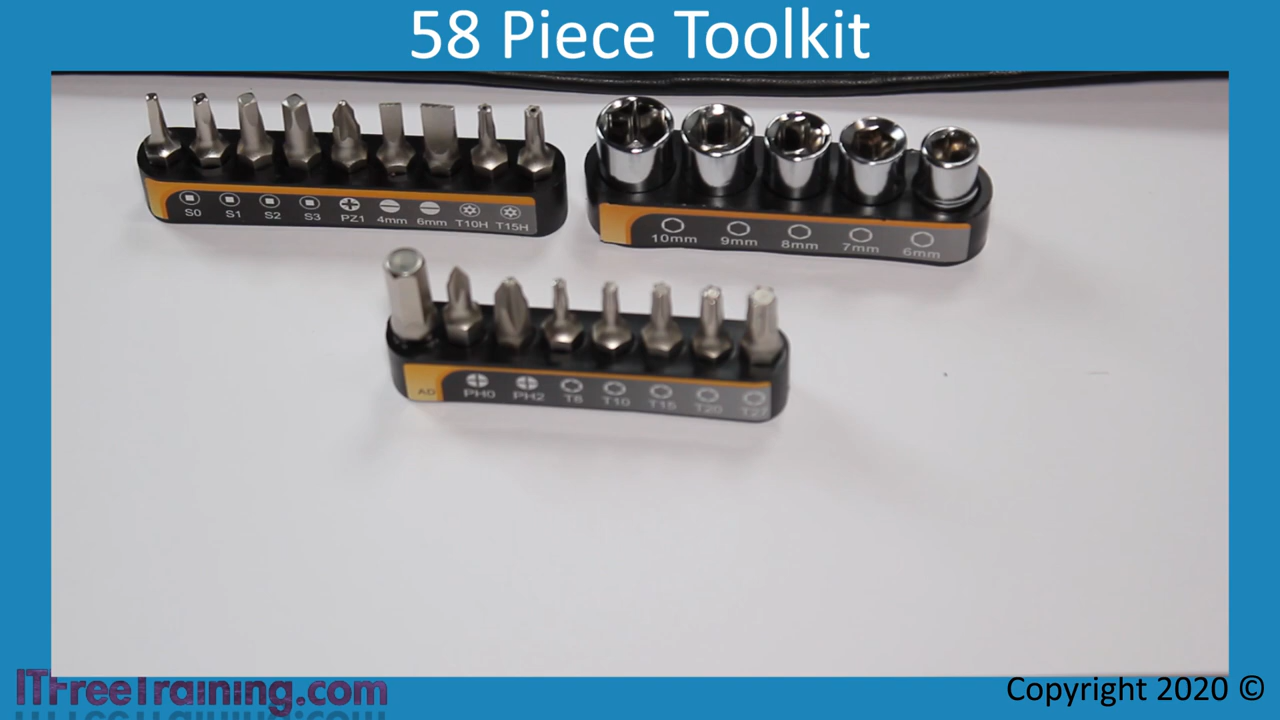 58 Piece Toolkit
S0 S1 S2 S3 PZ1 4mm 6mm T10H T15H
10mm 9mm 8mm 7mm 6mm
AD PH0 PH2 T8 T10 T15 T20 T27
ITFreeTraining.com
Copyright 2020 ©